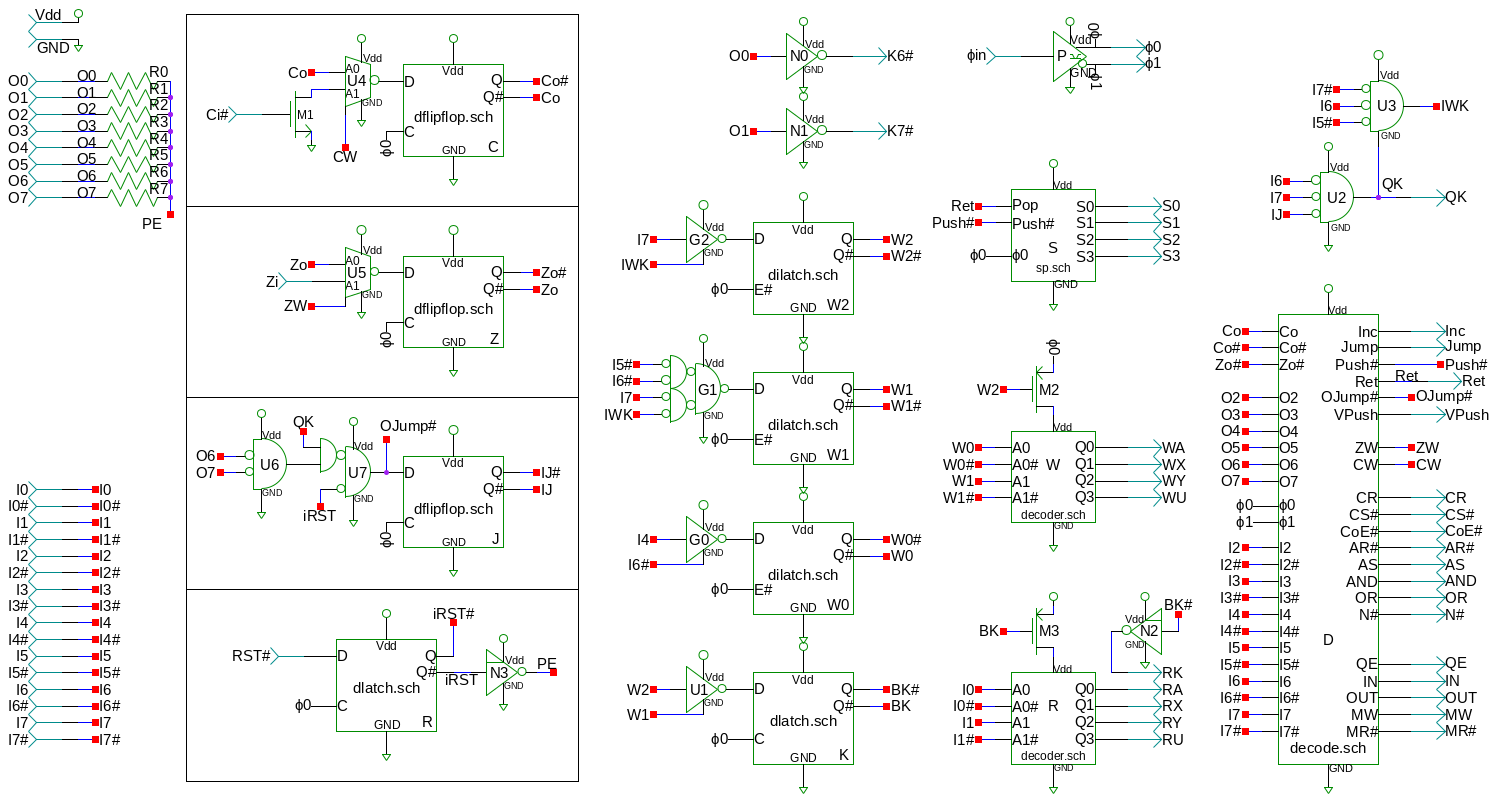 Vdd
GND
O0 O0 R0
O1 O1 R1
O2 O2 R2
O3 O3 R3
O4 O4 R4
O5 O5 R5
O6 O6 R6
O7 O7 R7
PE
I0 I0
I0# I0#
I1 I1
I1# I1#
I2 I2
I2# I2#
I3 I3
I3# I3#
I4 I4
I4# I4#
I5 I5
I5# I5#
I6 I6
I6# I6#
I7 I7
I7# I7#
Vdd
Co A0 U4 D Vdd Q Co#
A1 Q# Co
Ci# M1 GND dflipflop.sch
C
ϕ0 GND C
CW
Vdd
Zo A0 U5 D Vdd Q Zo#
Zi A1 Q# Zo
ZW GND dflipflop.sch
C
ϕ0 GND Z
QK OJump#
Vdd Vdd
O6 U6 U7 D Vdd Q IJ#
O7 Q# IJ
GND GND dflipflop.sch
iRST C
ϕ0 GND J
iRST#
Vdd Vdd
RST# D Q
Q# iRST N3 PE
dlatch.sch GND
ϕ0 C
GND R
O0 N0 Vdd K6#
GND
O1 N1 Vdd K7#
GND
I7 G2 Vdd D Vdd Q W2
GND Q# W2#
IWK dilatch.sch
ϕ0 E#
GND W2
I5# Vdd Vdd
I6# G1 D Q W1
I7 Q# W1#
IWK GND dilatch.sch
ϕ0 E#
GND W1
I4 G0 Vdd D Vdd Q W0#
I6# GND Q# W0
dilatch.sch
ϕ0 E#
GND W0
W2 U1 Vdd D Vdd Q BK#
W1 GND Q# BK
dlatch.sch
ϕ0 C
GND K
ϕin P Vdd ϕ0 ϕ0
GND ϕ1 ϕ1
Vdd
Ret Pop S0 S0
Push# Push# S1 S1
S S2 S2
ϕ0 ϕ0 S3 S3
sp.sch
GND
ϕ0
W2 M2
Vdd
W0 A0 Q0 WA
W0# A0# W Q1 WX
W1 A1 Q2 WY
W1# A1# Q3 WU
decoder.sch
GND
BK M3 Vdd N2 BK#
GND
Vdd RK
I0 A0 Q0 RA
I0# A0# R Q1 RX
I1 A1 Q2 RY
I1# A1# Q3 RU
decoder.sch
GND
Vdd
I7#
I6 U3 IWK
I5#
GND
Vdd
I6 QK
I7 U2 QK
IJ
GND
Vdd
Co Co Inc Inc
Co# Co# Jump Jump
Zo# Zo# Push# Push#
Ret Ret Ret
O2 O2 OJump# OJump#
O3 O3 VPush VPush
O4 O4
O5 O5 ZW ZW
O6 O6 CW CW
O7 O7
CR CR
ϕ0 ϕ0 CS# CS#
ϕ1 ϕ1 CoE# CoE#
I2 I2 AR# AR#
I2# I2# AS AS
I3 I3 AND AND
I3# I3# OR OR
I4 I4 N# N#
I4# I4# D
I5 I5
I5# I5# QE QE
I6 I6 IN IN
I6# I6# OUT OUT
I7 I7 MW MW
I7# I7# MR# MR#
decode.sch
GND